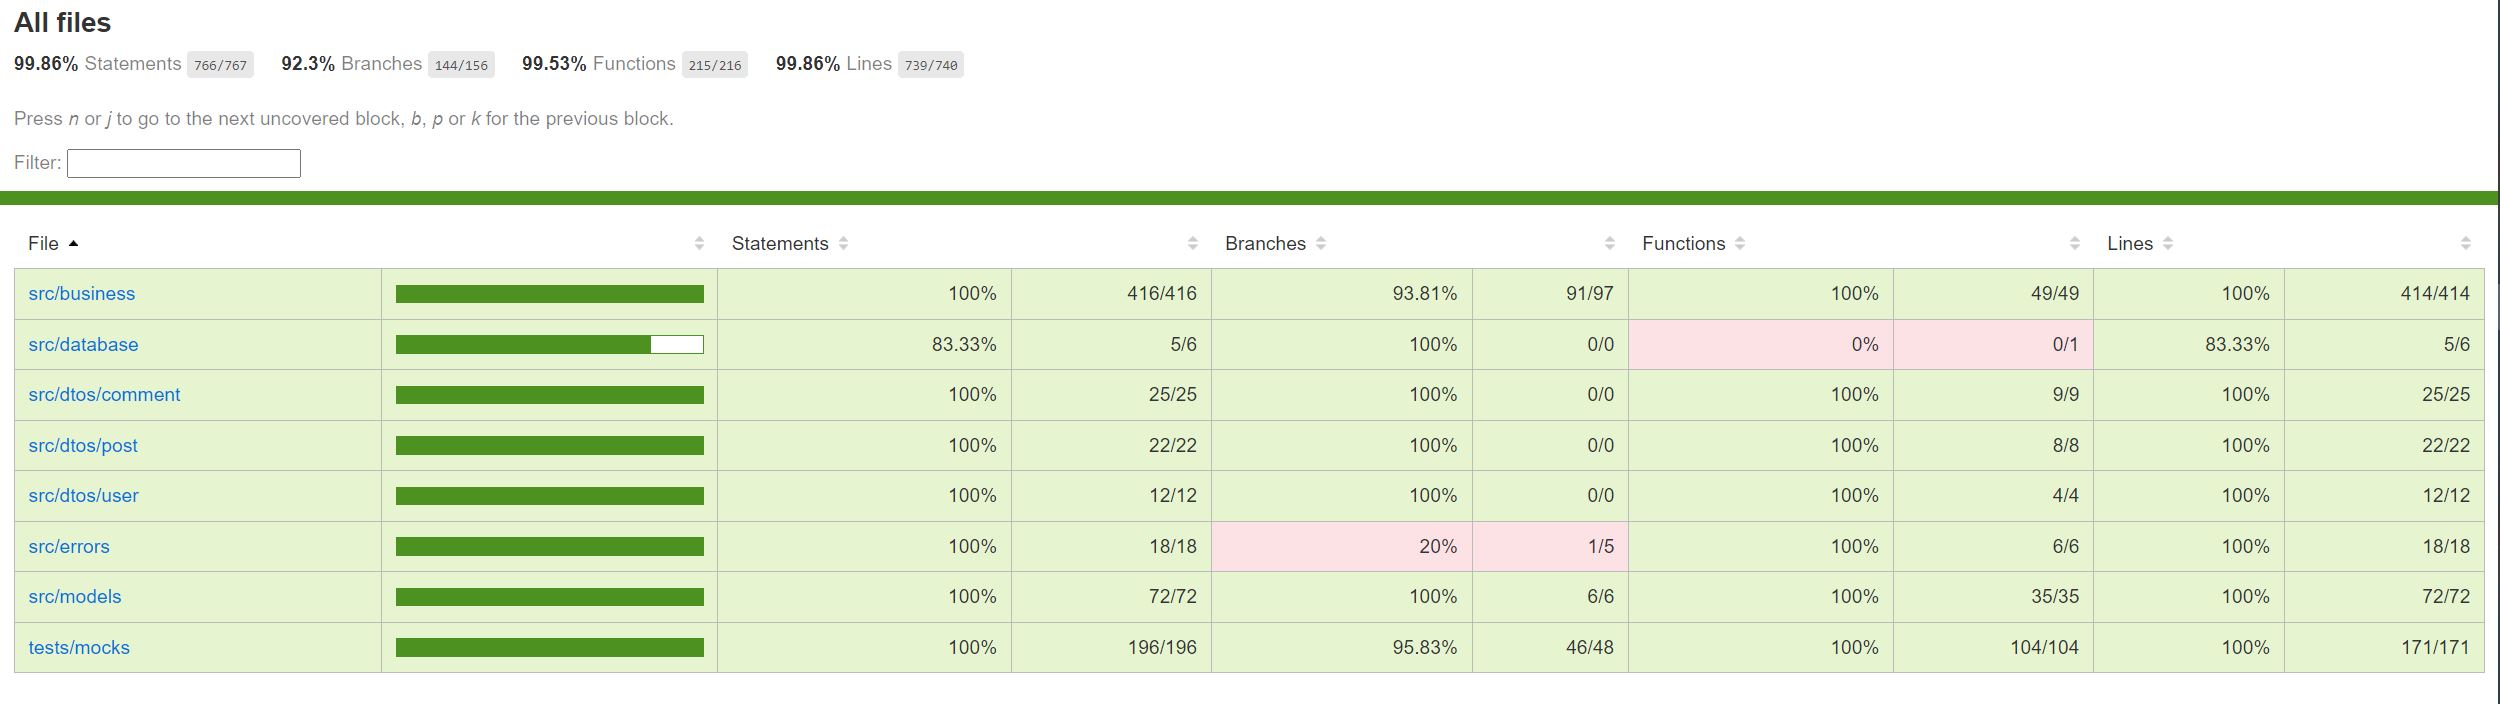 All files
99.86% Statements 766/767 92.3% Branches 144/156 99.53% Functions 215/216 99.86% Lines 739/740
Press n or j to go to the next uncovered block, b, p or k for the previous block.
Filter:
File Statements Branches Functions Lines
src/business 100% 416/416 93.81% 91/97 100% 49/49 100% 414/414
src/database 83.33% 5/6 100% 0/0 0% 0/1 83.33% 5/6
src/dtos/comment 100% 25/25 100% 0/0 100% 9/9 100% 25/25
src/dtos/post 100% 22/22 100% 0/0 100% 8/8 100% 22/22
src/dtos/user 100% 12/12 100% 0/0 100% 4/4 100% 12/12
src/errors 100% 18/18 20% 1/5 100% 6/6 100% 18/18
src/models 100% 72/72 100% 6/6 100% 35/35 100% 72/72
tests/mocks 100% 196/196 95.83% 46/48 100% 104/104 100% 171/171